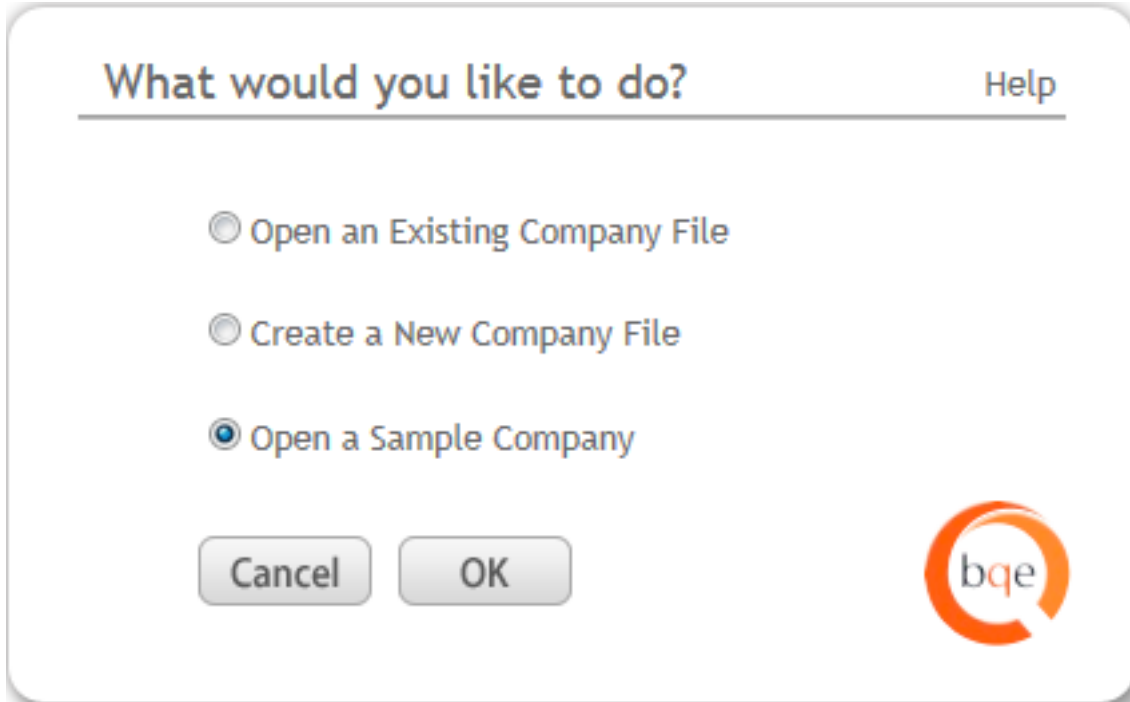 What would you like to do?
Help
Open an Existing Company File
Create a New Company File
Open a Sample Company
Cancel
OK
bqe